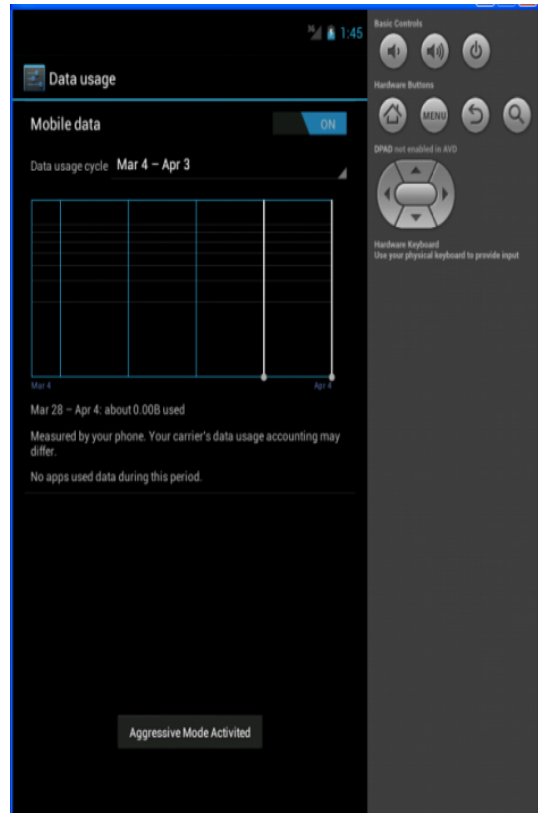 1:45
Data usage
Mobile data ON
Data usage cycle Mar 4 – Apr 3
Mar 4 Apr 4
Mar 28 – Apr 4: about 0.00B used
Measured by your phone. Your carrier's data usage accounting may
differ.
No apps used data during this period.
Aggressive Mode Activited
Basic Controls
Hardware Buttons
MENU
DPAD not enabled in AVD
Hardware Keyboard
Use your physical keyboard to provide input